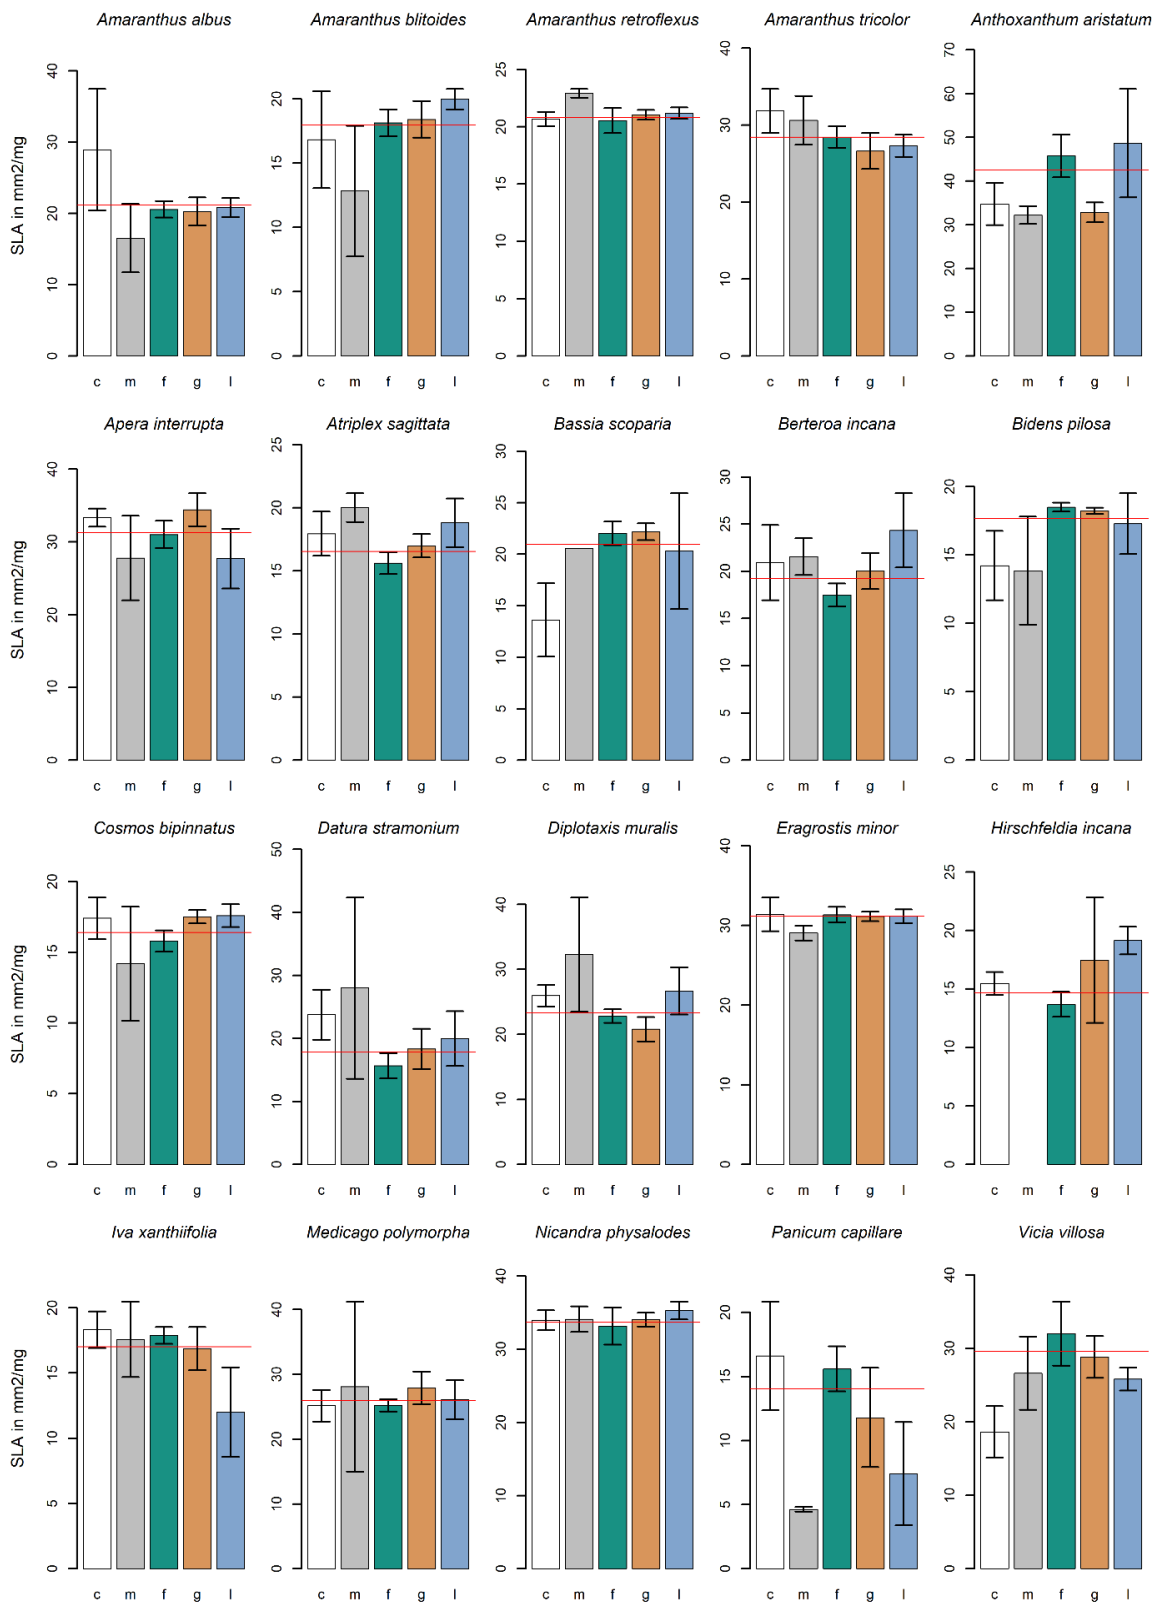 Amaranthus albus
Amaranthus blitoides
Amaranthus retroflexus
Amaranthus tricolor
Anthoxanthum aristatum
SLA in mm2/mg
0 10 20 30 40
0 5 10 15 20
0 5 10 15 20 25
0 10 20 30 40
0 10 20 30 40 50 60 70
c m f g l
c m f g l
c m f g l
c m f g l
c m f g l
Apera interrupta
Atriplex sagittata
Bassia scoparia
Berteroa incana
Bidens pilosa
SLA in mm2/mg
0 10 20 30 40
0 5 10 15 20 25
0 5 10 15 20 25 30
0 5 10 15 20 25 30
0 5 10 15 20
c m f g l
c m f g l
c m f g l
c m f g l
c m f g l
Cosmos bipinnatus
Datura stramonium
Diplotaxis muralis
Eragrostis minor
Hirschfeldia incana
SLA in mm2/mg
0 5 10 15 20
0 10 20 30 40 50
0 10 20 30 40
0 10 20 30 40
0 5 10 15 20 25
c m f g l
c m f g l
c m f g l
c m f g l
c m f g l
Iva xanthiifolia
Medicago polymorpha
Nicandra physalodes
Panicum capillare
Vicia villosa
SLA in mm2/mg
0 5 10 15 20
0 10 20 30 40
0 10 20 30 40
0 5 10 15 20
0 10 20 30 40
c m f g l
c m f g l
c m f g l
c m f g l
c m f g l